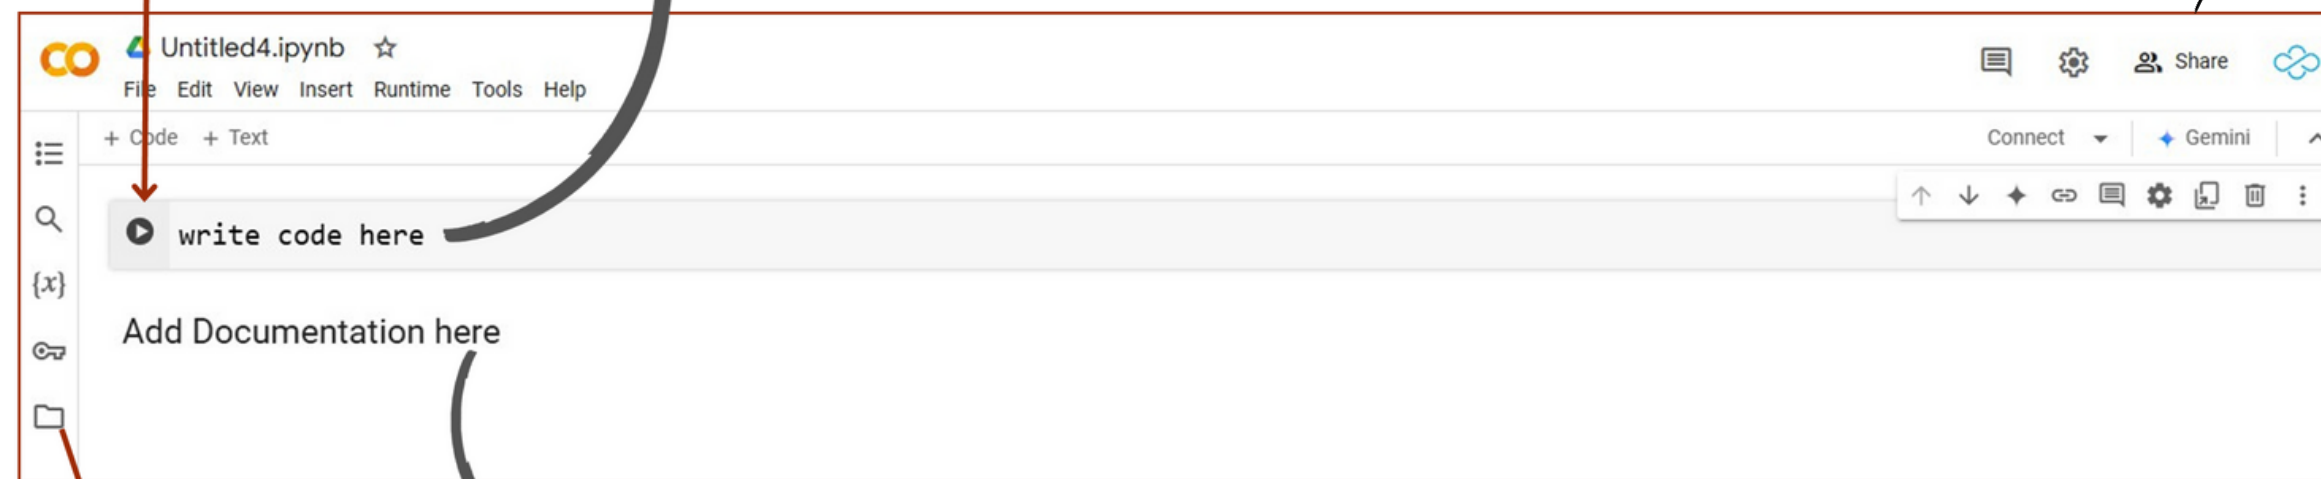 Untitled4.ipynb
File Edit View Insert Runtime Tools Help
Share
+ Code + Text
Connect
Gemini
write code here
{x}
Add Documentation here